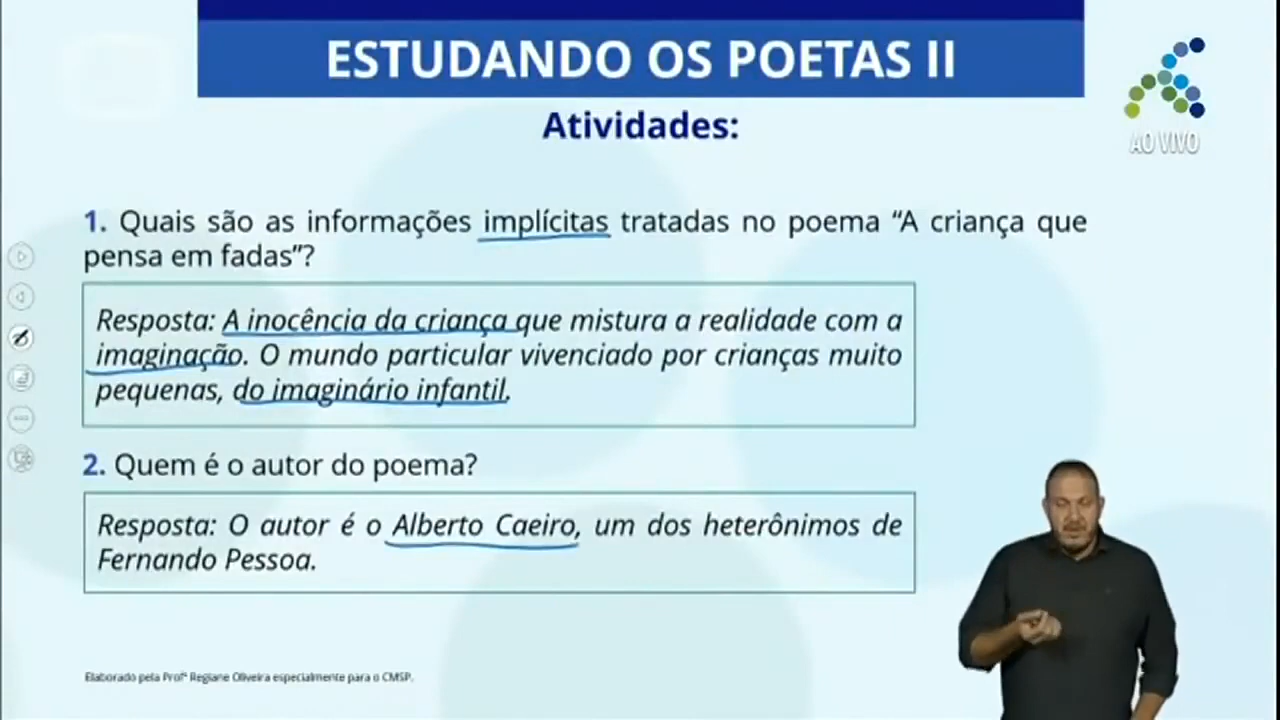 ESTUDANDO OS POETAS II
AO VIVO
Atividades:
1. Quais são as informações implícitas tratadas no poema “A criança que
pensa em fadas”?
Resposta: A inocência da criança que mistura a realidade com a
imaginação. O mundo particular vivenciado por crianças muito
pequenas, do imaginário infantil.
2. Quem é o autor do poema?
Resposta: O autor é o Alberto Caeiro, um dos heterônimos de
Fernando Pessoa.
Elaborado pela Profª Regiane Oliveira especialmente para o CMSP.